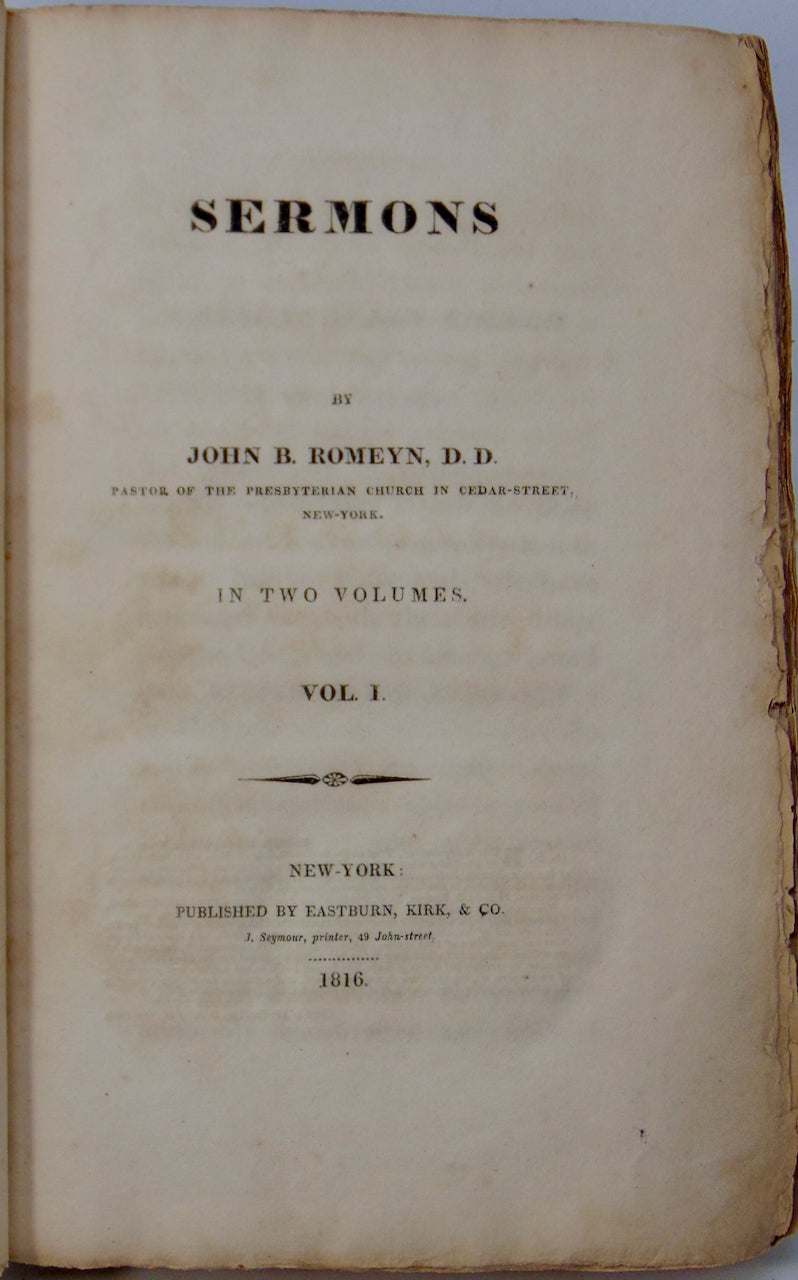 SERMONS
BY
JOHN B. ROMEYN, D. D.
PASTOR OF THE PRESBYTERIAN CHURCH IN CEDAR-STREET,
NEW-YORK.
IN TWO VOLUMES.
VOL. I.
NEW-YORK:
PUBLISHED BY EASTBURN, KIRK, & CO.
J. Seymour, printer, 49 John-street.
1816.